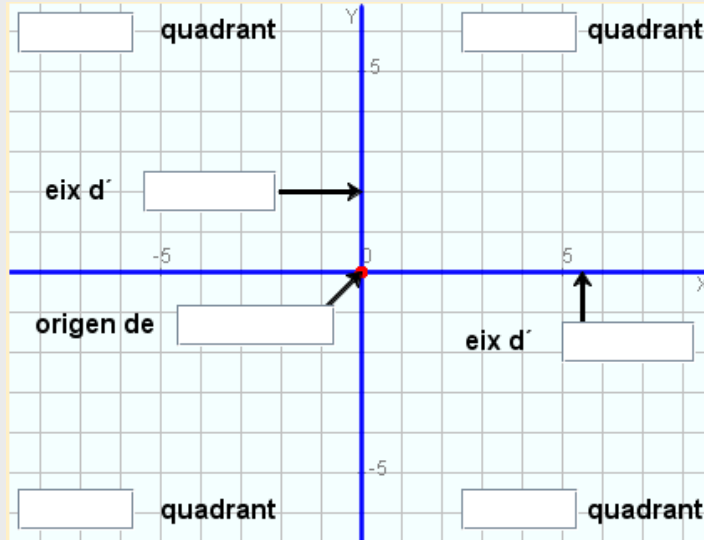 quadrant
quadrant
Y
5
eix d´
-5
0
5
X
origen de
eix d´
-5
quadrant
quadrant